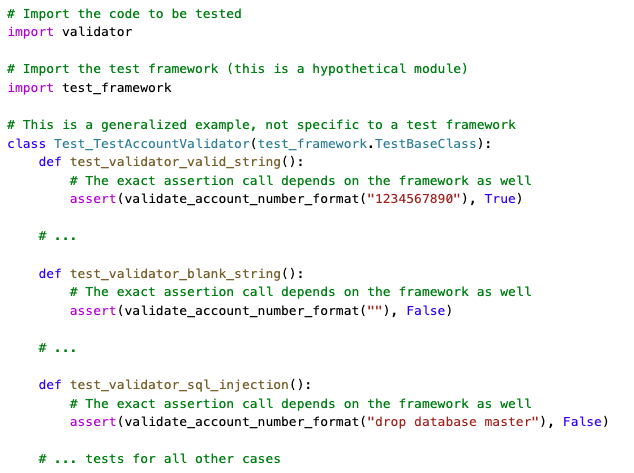 # Import the code to be tested
import validator

# Import the test framework (this is a hypothetical module)
import test_framework

# This is a generalized example, not specific to a test framework
class Test_TestAccountValidator(test_framework.TestBaseClass):
    def test_validator_valid_string():
        # The exact assertion call depends on the framework as well
        assert(validate_account_number_format("1234567890"), True)

    # ...

    def test_validator_blank_string():
        # The exact assertion call depends on the framework as well
        assert(validate_account_number_format(""), False)

    # ...

    def test_validator_sql_injection():
        # The exact assertion call depends on the framework as well
        assert(validate_account_number_format("drop database master"), False)

    # ... tests for all other cases